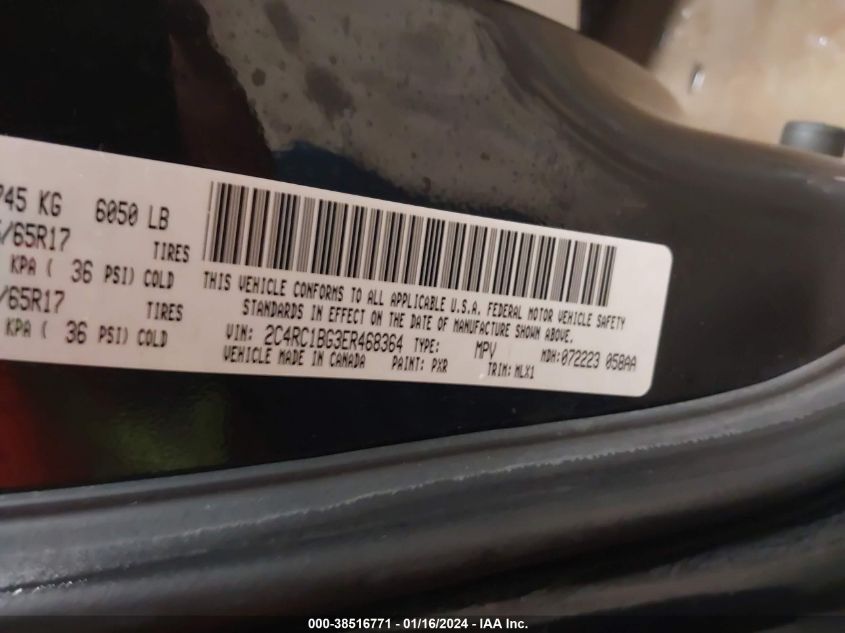 745 KG 6050 LB
/65R17 TIRES
KPA ( 36 PSI) COLD
/65R17 TIRES
KPA ( 36 PSI) COLD
THIS VEHICLE CONFORMS TO ALL APPLICABLE U.S.A. FEDERAL MOTOR VEHICLE SAFETY
STANDARDS IN EFFECT ON THE DATE OF MANUFACTURE SHOWN ABOVE.
VIN: 2C4RC1BG3ER468364 TYPE: MPV MDH:072223 058AA
VEHICLE MADE IN CANADA PAINT: PXR TRIM:MLX1
000-38516771 - 01/16/2024 - IAA Inc.